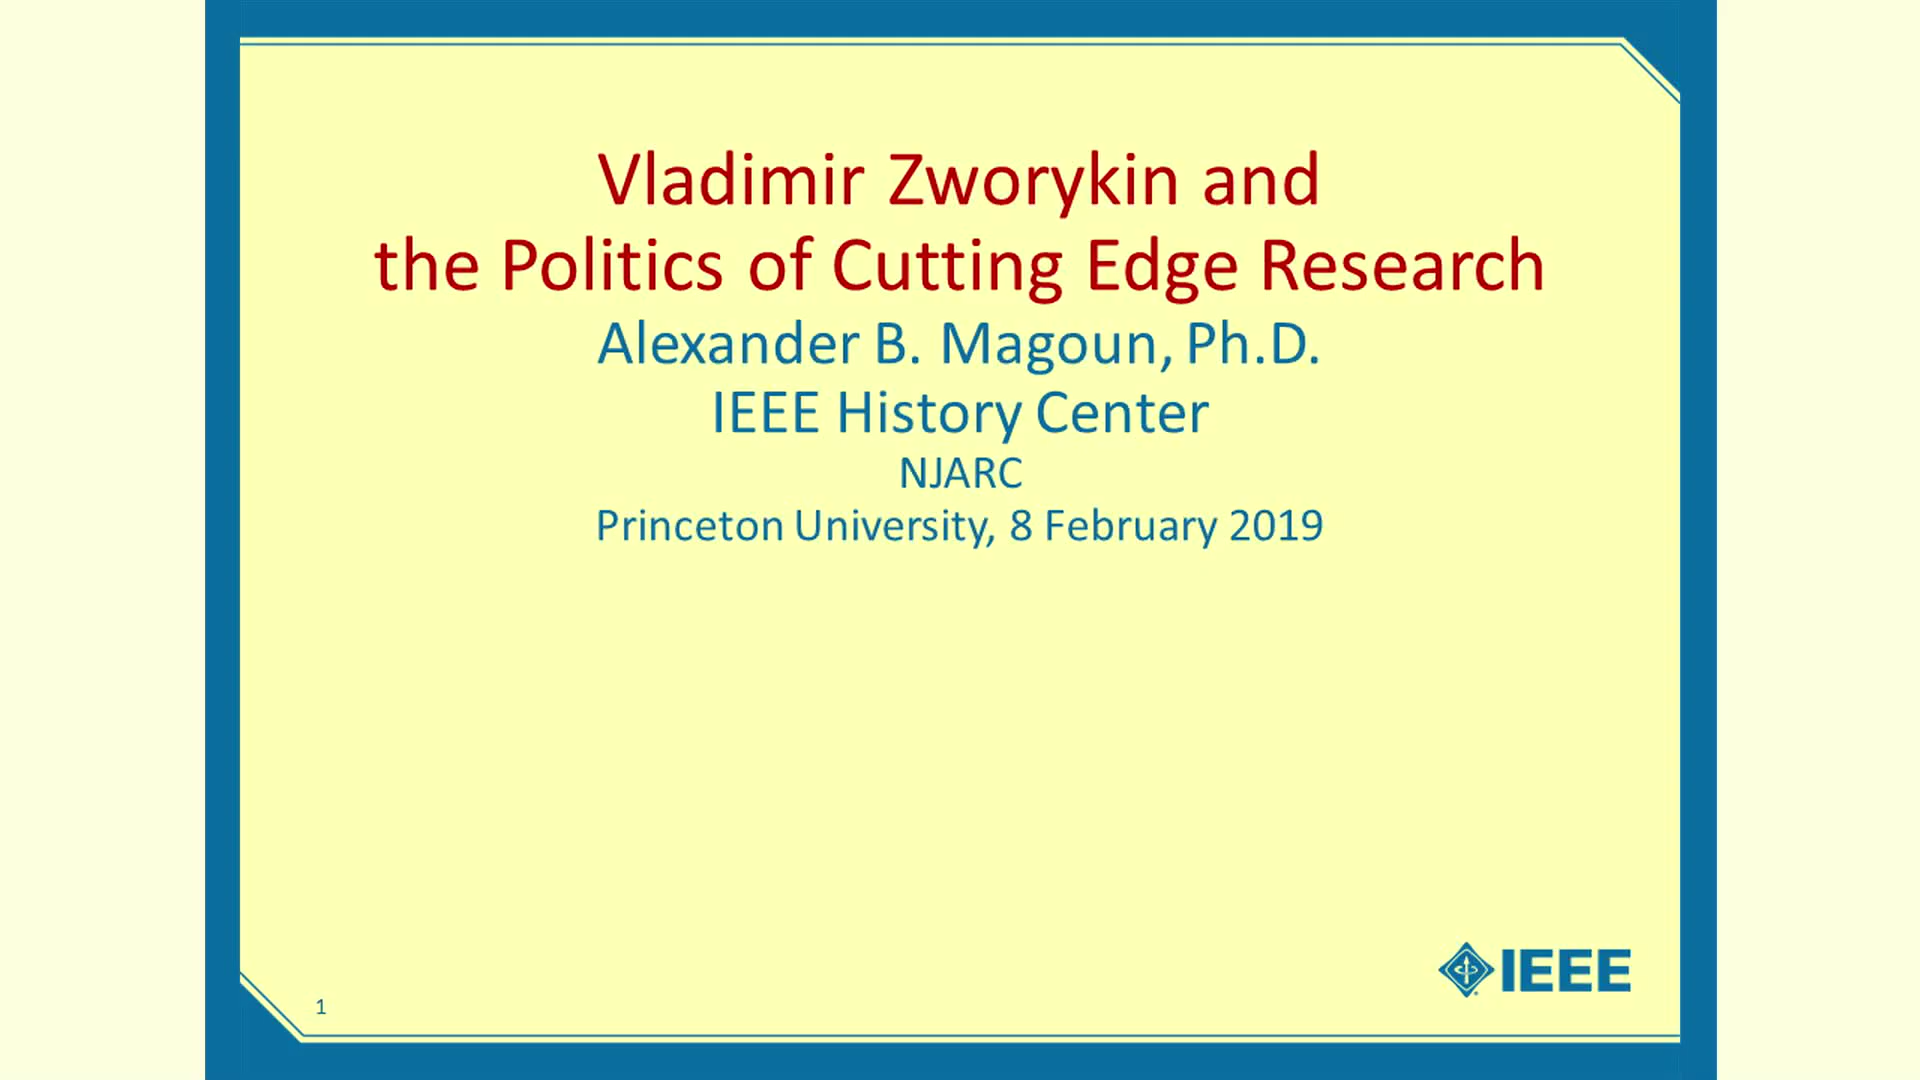 Vladimir Zworykin and
the Politics of Cutting Edge Research
Alexander B. Magoun, Ph.D.
IEEE History Center
NJARC
Princeton University, 8 February 2019
IEEE
1